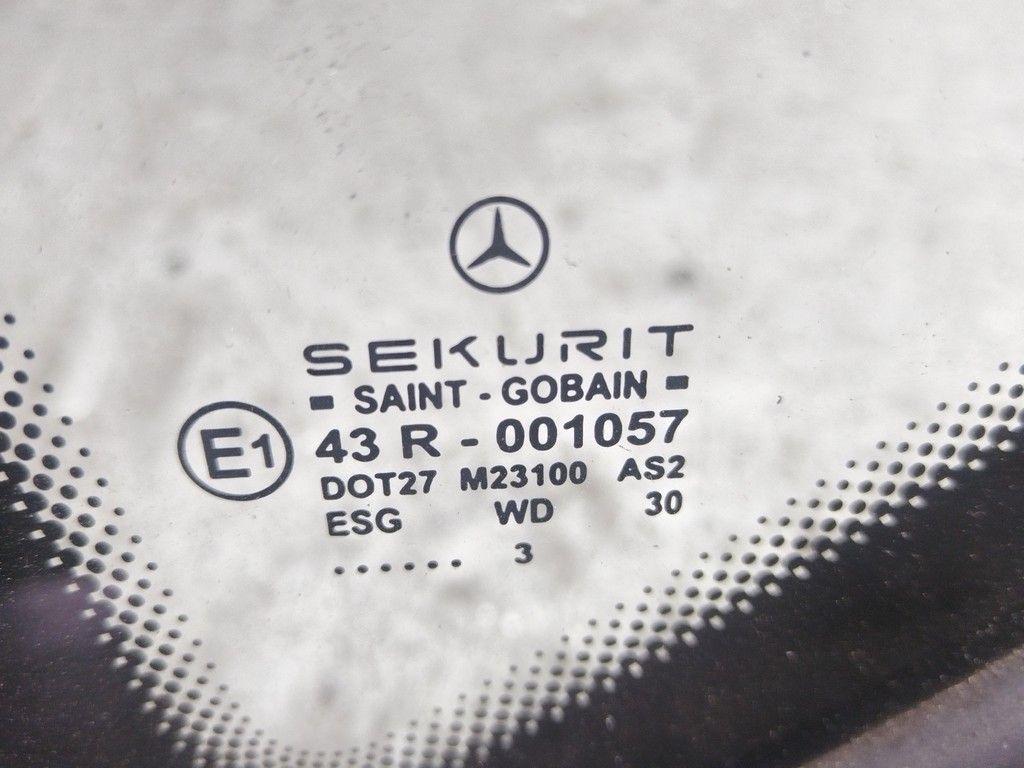 SEKURIT
SAINT - GOBAIN
E1 43 R - 001057
DOT27 M23100 AS2
ESG WD 30
...... 3